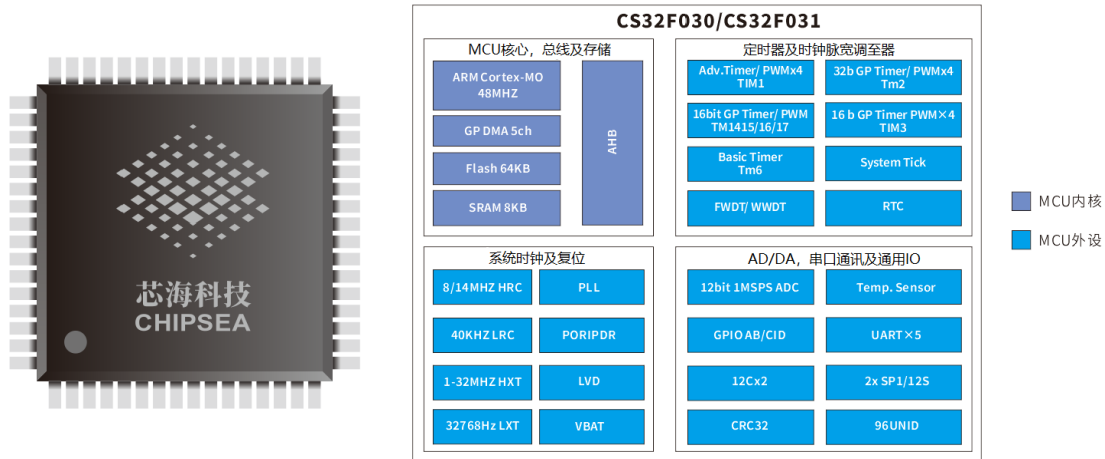 芯海科技
CHIPSEA
CS32F030/CS32F031
MCU核心，总线及存储
ARM Cortex-MO
48MHZ
GP DMA 5ch
Flash 64KB
SRAM 8KB
AHB
定时器及时钟脉宽调至器
Adv.Timer/ PWMx4
TIM1
32b GP Timer/ PWMx4
Tm2
16bit GP Timer/ PWM
TM1415/16/17
16 b GP Timer PWM×4
TIM3
Basic Timer
Tm6
System Tick
FWDT/ WWDT
RTC
系统时钟及复位
8/14MHZ HRC
PLL
40KHZ LRC
PORIPDR
1-32MHZ HXT
LVD
32768Hz LXT
VBAT
AD/DA，串口通讯及通用IO
12bit 1MSPS ADC
Temp. Sensor
GPIO AB/CID
UART×5
12Cx2
2x SP1/12S
CRC32
96UNID
MCU内核
MCU外设